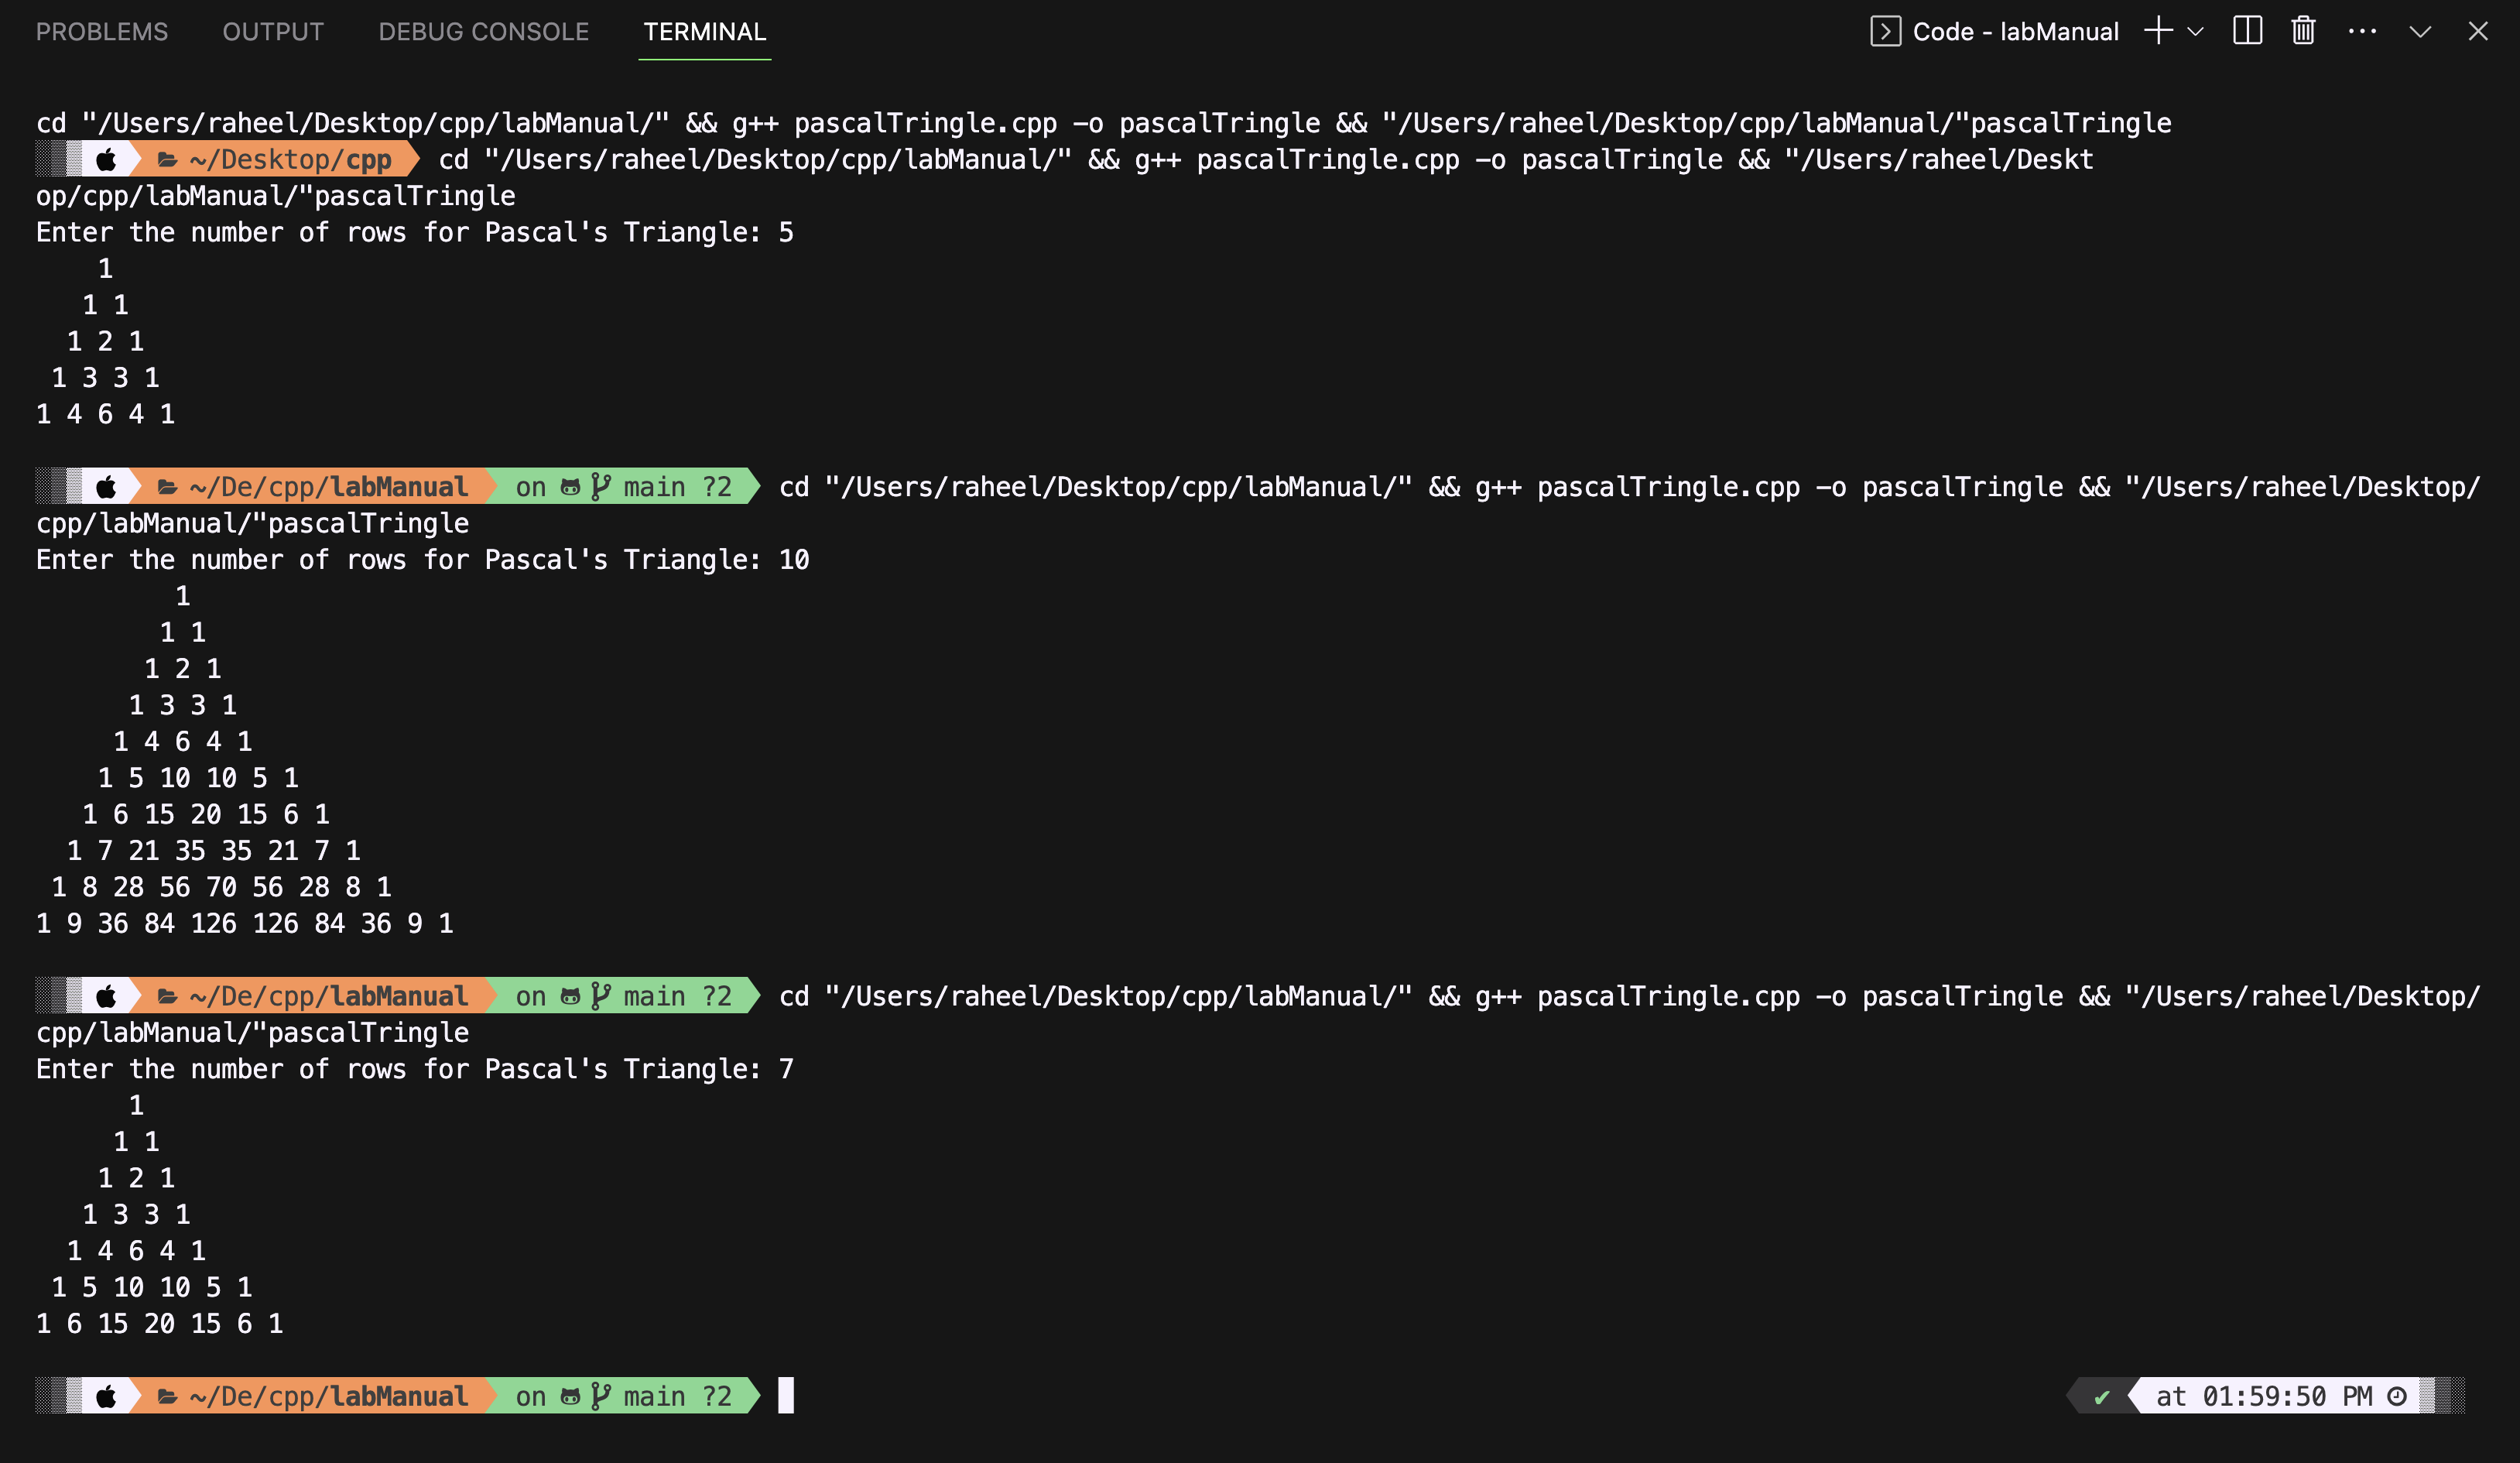 PROBLEMS OUTPUT DEBUG CONSOLE TERMINAL Code - labManual
cd "/Users/raheel/Desktop/cpp/labManual/" && g++ pascalTringle.cpp -o pascalTringle && "/Users/raheel/Desktop/cpp/labManual/"pascalTringle
~/Desktop/cpp cd "/Users/raheel/Desktop/cpp/labManual/" && g++ pascalTringle.cpp -o pascalTringle && "/Users/raheel/Deskt
op/cpp/labManual/"pascalTringle
Enter the number of rows for Pascal's Triangle: 5
    1
   1 1
  1 2 1
 1 3 3 1
1 4 6 4 1
~/De/cpp/labManual on main ?2 cd "/Users/raheel/Desktop/cpp/labManual/" && g++ pascalTringle.cpp -o pascalTringle && "/Users/raheel/Desktop/
cpp/labManual/"pascalTringle
Enter the number of rows for Pascal's Triangle: 10
         1
        1 1
       1 2 1
      1 3 3 1
     1 4 6 4 1
    1 5 10 10 5 1
   1 6 15 20 15 6 1
  1 7 21 35 35 21 7 1
 1 8 28 56 70 56 28 8 1
1 9 36 84 126 126 84 36 9 1
~/De/cpp/labManual on main ?2 cd "/Users/raheel/Desktop/cpp/labManual/" && g++ pascalTringle.cpp -o pascalTringle && "/Users/raheel/Desktop/
cpp/labManual/"pascalTringle
Enter the number of rows for Pascal's Triangle: 7
      1
     1 1
    1 2 1
   1 3 3 1
  1 4 6 4 1
 1 5 10 10 5 1
1 6 15 20 15 6 1
~/De/cpp/labManual on main ?2 ✔ at 01:59:50 PM